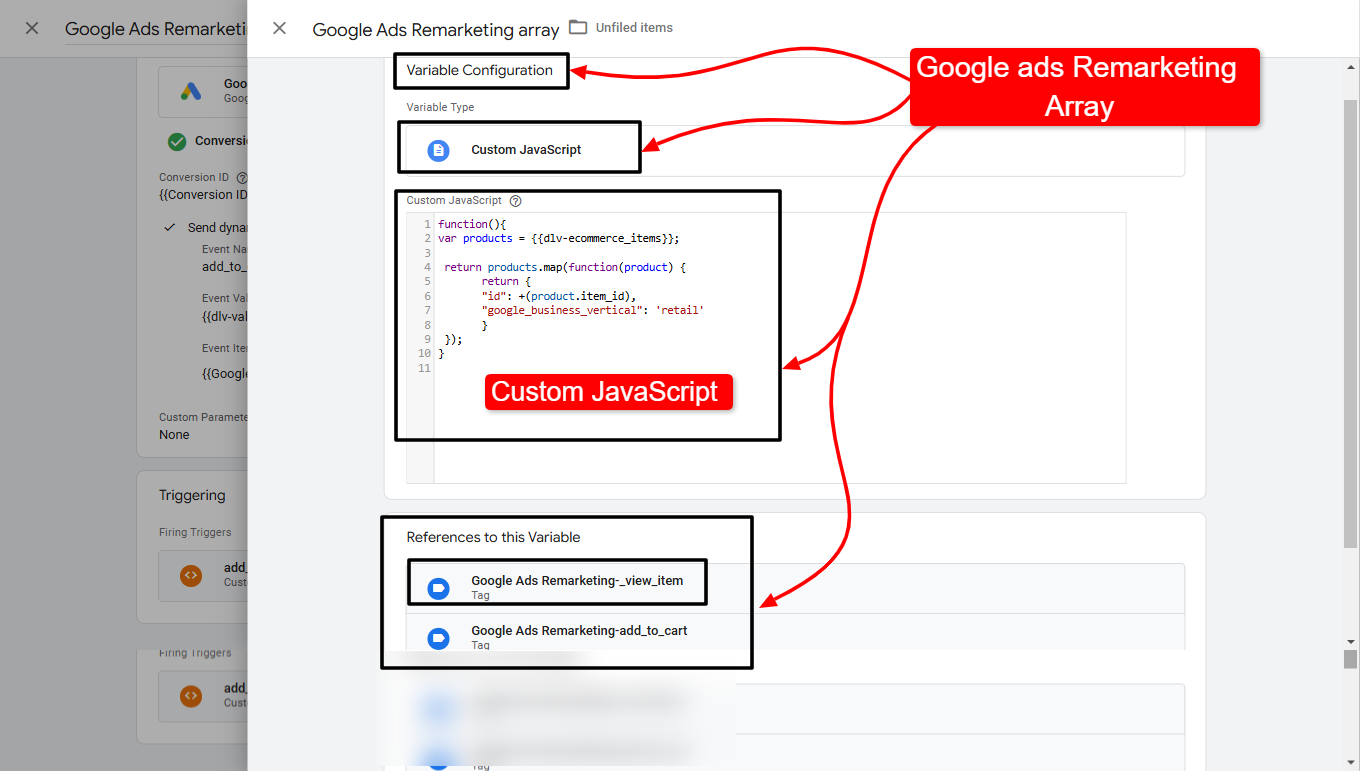 Google Ads Remarketi
Google Ads Remarketing array
Unfiled items
Google ads Remarketing
Array
Variable Configuration
Variable Type
Custom JavaScript
Custom JavaScript
1 function(){
2 var products = {{dlv-ecommerce_items}};
3
4 return products.map(function(product) {
5 return {
6 "id": +(product.item_id),
7 "google_business_vertical": 'retail'
8 }
9 });
10 }
11
Custom JavaScript
References to this Variable
Google Ads Remarketing-_view_item
Tag
Google Ads Remarketing-add_to_cart
Tag
Tag
Goo
Goog
Conversi
Conversion ID
{{Conversion ID
Send dyna
Event Na
add_to_
Event Val
{{dlv-val
Event Iter
{{Google
Custom Paramete
None
Triggering
Firing Triggers
add_
Custo
Firing Triggers
add_
Custo